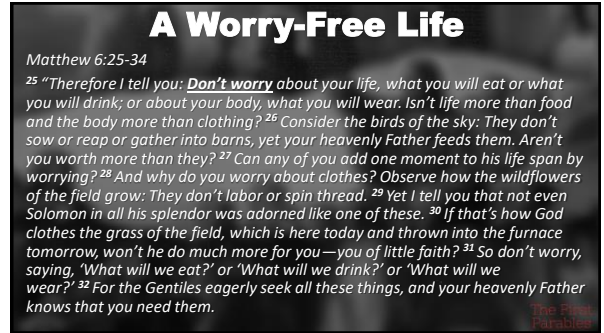 A Worry-Free Life
Matthew 6:25-34
25 “Therefore I tell you: Don’t worry about your life, what you will eat or what
you will drink; or about your body, what you will wear. Isn’t life more than food
and the body more than clothing? 26 Consider the birds of the sky: They don’t
sow or reap or gather into barns, yet your heavenly Father feeds them. Aren’t
you worth more than they? 27 Can any of you add one moment to his life span by
worrying? 28 And why do you worry about clothes? Observe how the wildflowers
of the field grow: They don’t labor or spin thread. 29 Yet I tell you that not even
Solomon in all his splendor was adorned like one of these. 30 If that’s how God
clothes the grass of the field, which is here today and thrown into the furnace
tomorrow, won’t he do much more for you—you of little faith? 31 So don’t worry,
saying, ‘What will we eat?’ or ‘What will we drink?’ or ‘What will we
wear?’ 32 For the Gentiles eagerly seek all these things, and your heavenly Father
knows that you need them.
The First
Parables